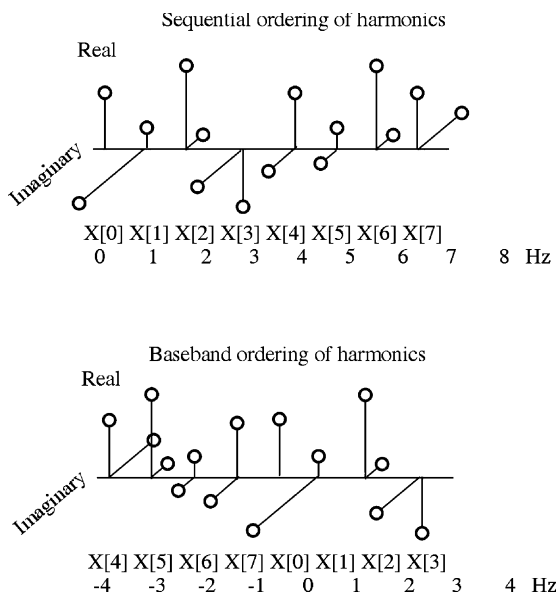 Sequential ordering of harmonics
Real
Imaginary
X[0] X[1] X[2] X[3] X[4] X[5] X[6] X[7]
0 1 2 3 4 5 6 7 8 Hz
Baseband ordering of harmonics
Real
Imaginary
X[4] X[5] X[6] X[7] X[0] X[1] X[2] X[3]
-4 -3 -2 -1 0 1 2 3 4 Hz